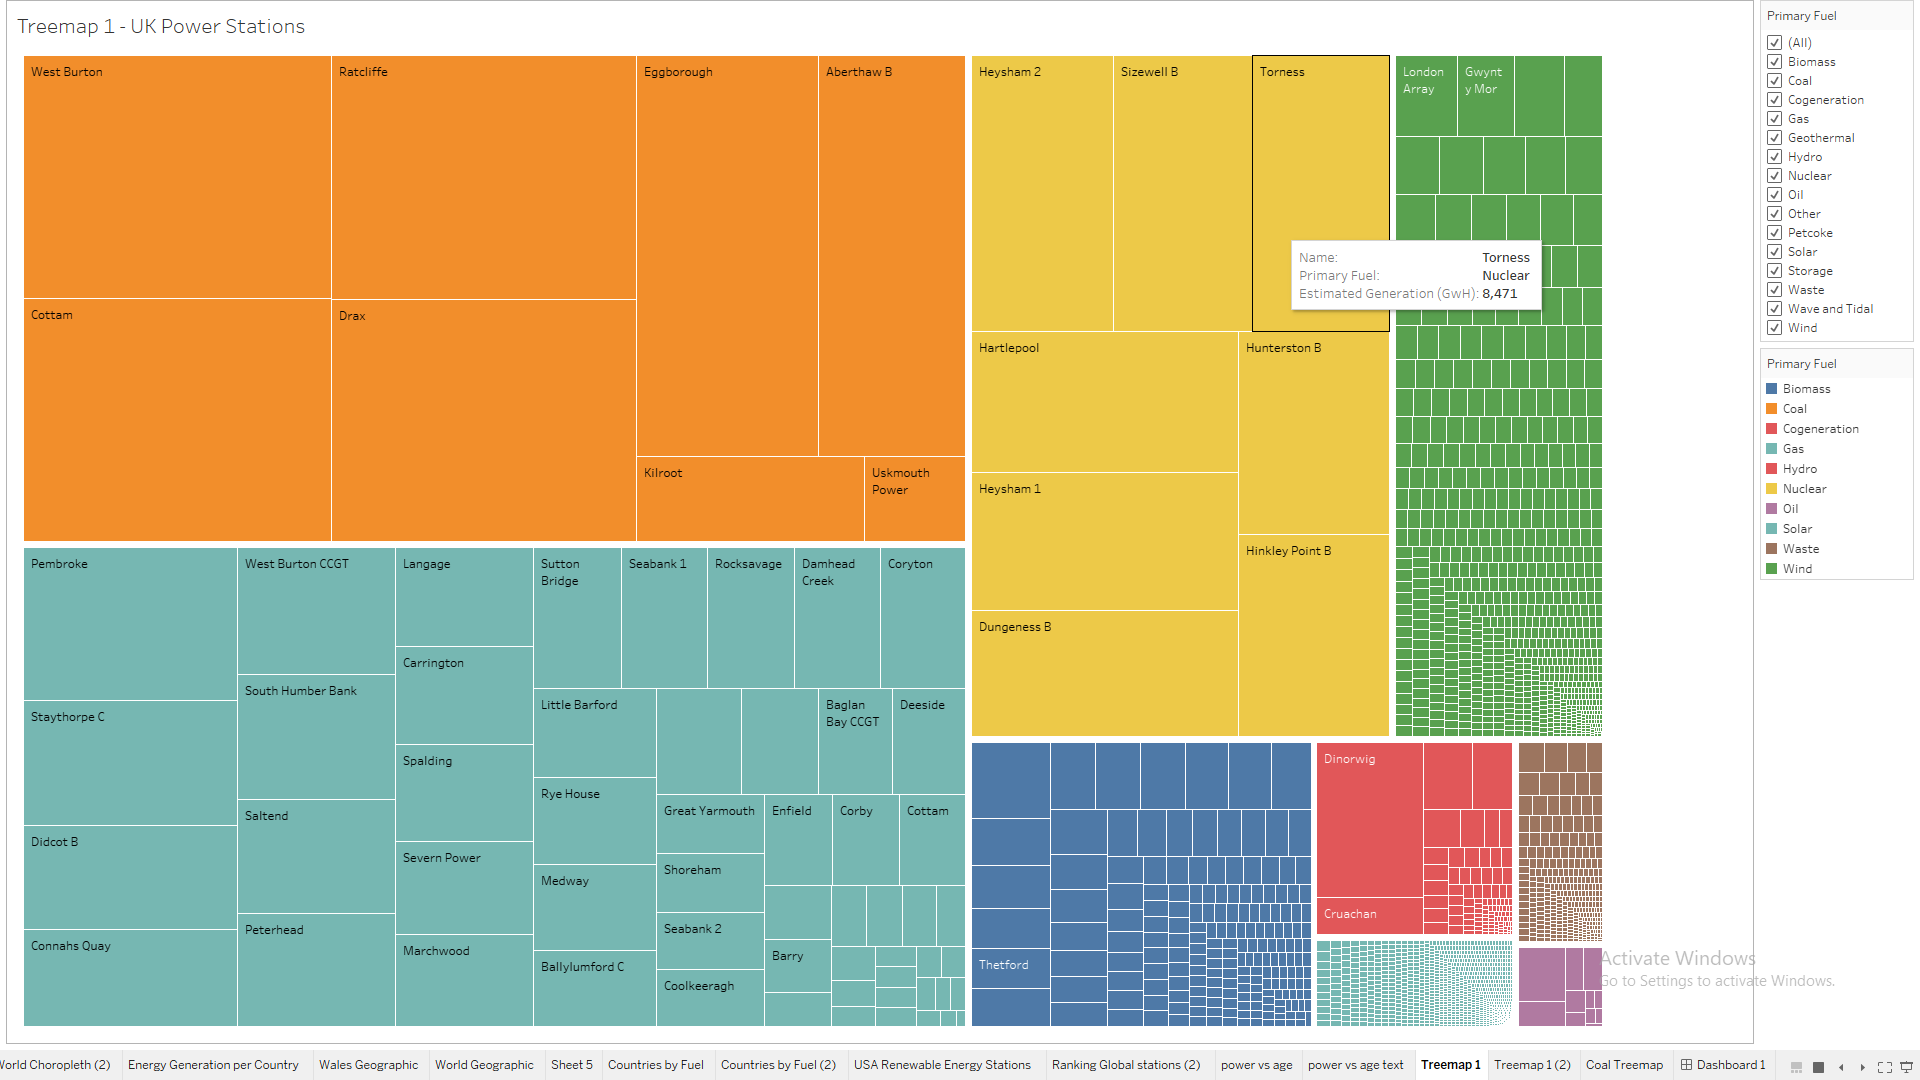 Treemap 1 - UK Power Stations
West Burton
Ratcliffe
Eggborough
Aberthaw B
Cottam
Drax
Kilroot
Uskmouth
Power
Heysham 2
Sizewell B
Torness
Hartlepool
Hunterston B
Heysham 1
Hinkley Point B
Dungeness B
London
Array
Gwynt
y Mor
Name: Torness
Primary Fuel: Nuclear
Estimated Generation (GwH): 8,471
Pembroke
West Burton CCGT
Langage
Sutton
Bridge
Seabank 1
Rocksavage
Damhead
Creek
Coryton
Carrington
South Humber Bank
Staythorpe C
Little Barford
Baglan
Bay CCGT
Deeside
Spalding
Rye House
Saltend
Great Yarmouth
Enfield
Corby
Cottam
Didcot B
Severn Power
Shoreham
Medway
Peterhead
Seabank 2
Connahs Quay
Marchwood
Barry
Ballylumford C
Coolkeeragh
Thetford
Dinorwig
Cruachan
Primary Fuel
(All)
Biomass
Coal
Cogeneration
Gas
Geothermal
Hydro
Nuclear
Oil
Other
Petcoke
Solar
Storage
Waste
Wave and Tidal
Wind
Primary Fuel
Biomass
Coal
Cogeneration
Gas
Hydro
Nuclear
Oil
Solar
Waste
Wind
Activate Windows
Go to Settings to activate Windows.
World Choropleth (2)
Energy Generation per Country
Wales Geographic
World Geographic
Sheet 5
Countries by Fuel
Countries by Fuel (2)
USA Renewable Energy Stations
Ranking Global stations (2)
power vs age
power vs age text
Treemap 1
Treemap 1 (2)
Coal Treemap
Dashboard 1